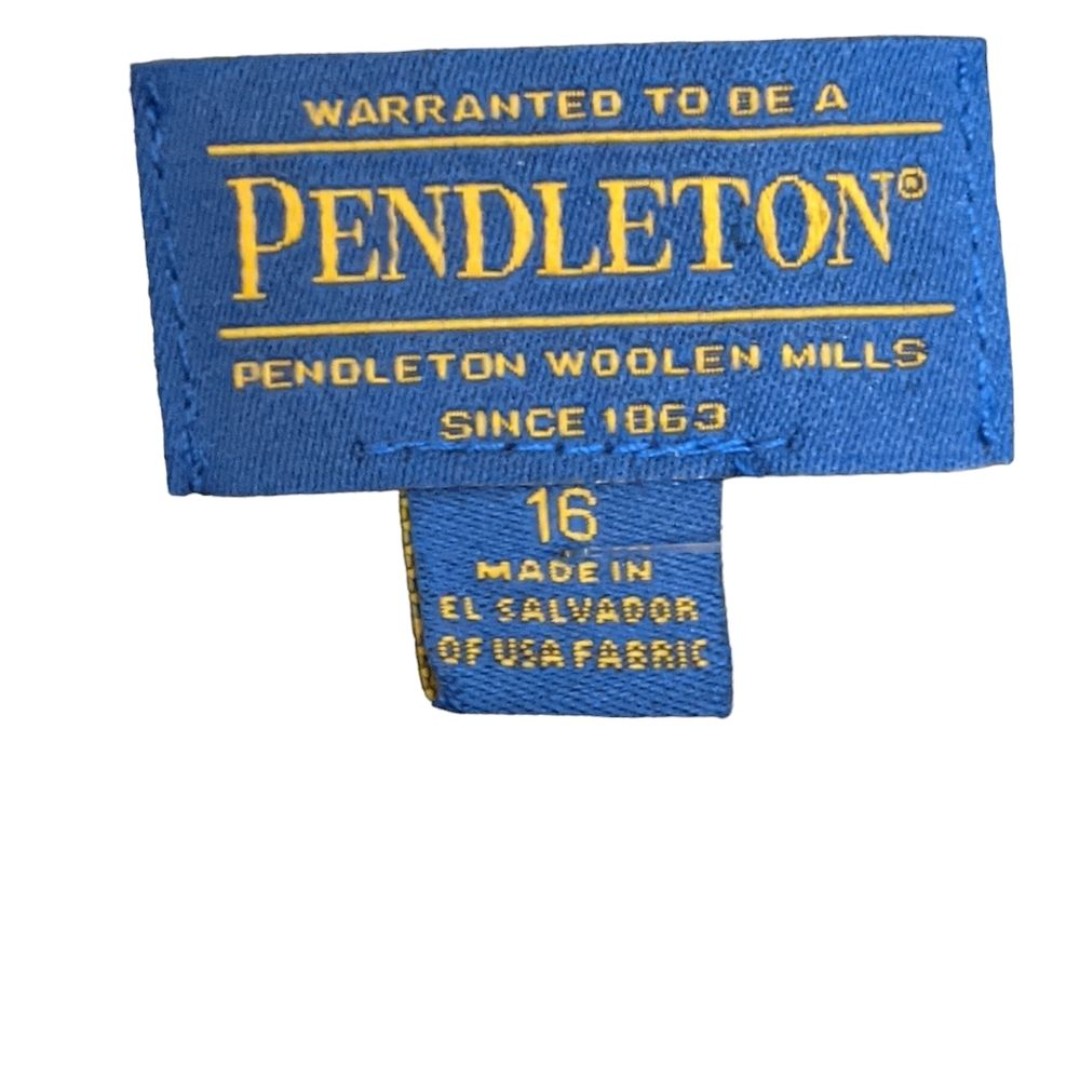 WARRANTED TO BE A
PENDLETON®
PENDLETON WOOLEN MILLS
SINCE 1863
16
MADE IN
EL SALVADOR
OF USA FABRIC